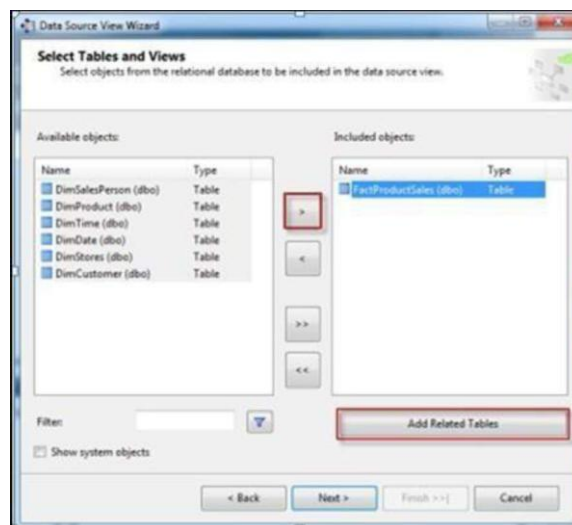 Data Source View Wizard
Select Tables and Views
Select objects from the relational database to be included in the data source view.
Available objects:
Included objects:
Name Type
DimSalesPerson (dbo) Table
DimProduct (dbo) Table
DimTime (dbo) Table
DimDate (dbo) Table
DimStores (dbo) Table
DimCustomer (dbo) Table
>
<
>>
<<
Name Type
FactProductSales (dbo) Table
Filter:
Add Related Tables
Show system objects
< Back
Next >
Finish >>|
Cancel